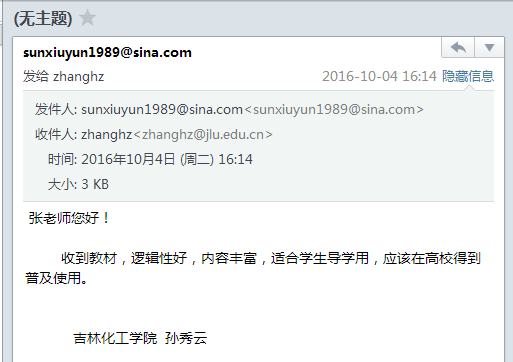 (无主题)
sunxiuyun1989@sina.com
发给 zhanghz 2016-10-04 16:14 隐藏信息
发件人: sunxiuyun1989@sina.com<sunxiuyun1989@sina.com>
收件人: zhanghz<zhanghz@jlu.edu.cn>
时间: 2016年10月4日 (周二) 16:14
大小: 3 KB
张老师您好！
收到教材，逻辑性好，内容丰富，适合学生导学用，应该在高校得到
普及使用。
吉林化工学院 孙秀云